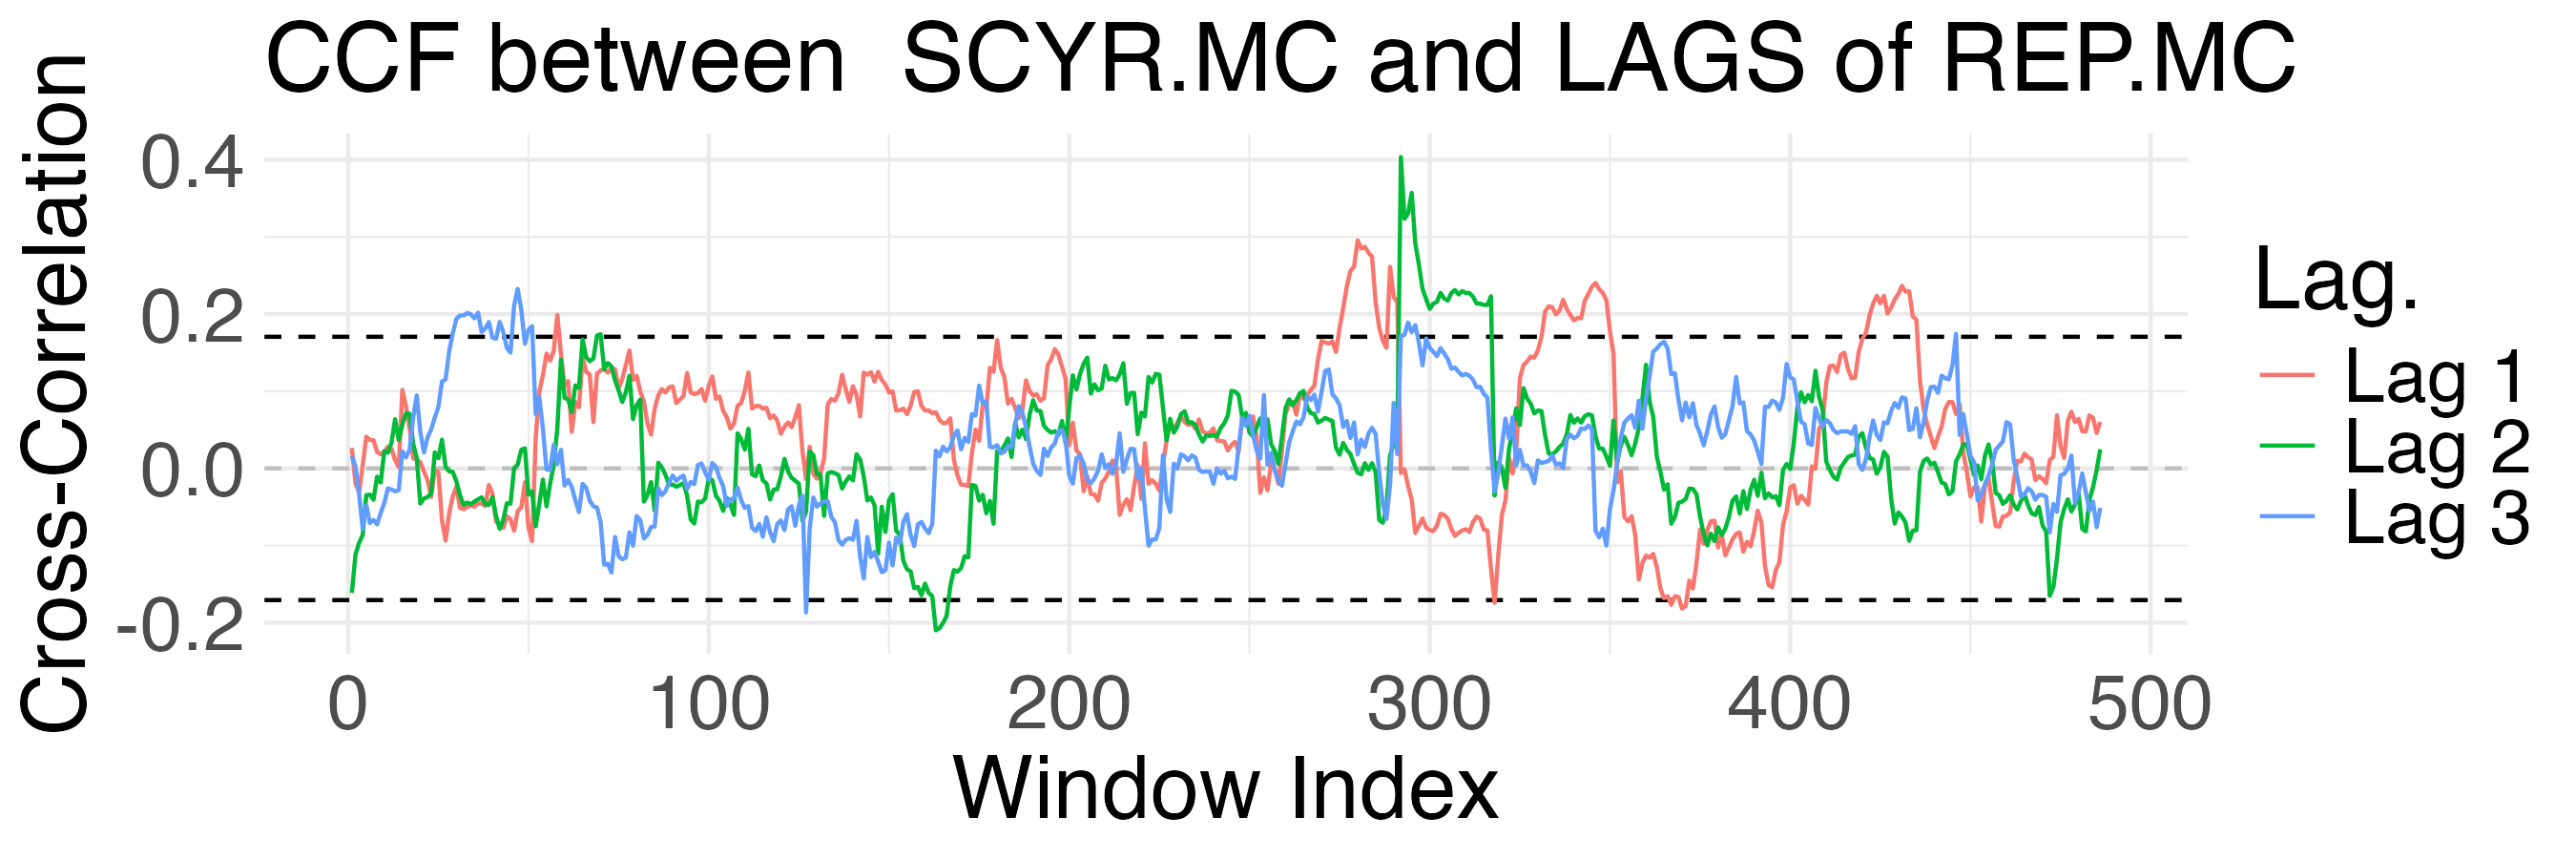 CCF between  SCYR.MC and LAGS of REP.MC
Cross-Correlation
0.4
0.2
0.0
-0.2
0 100 200 300 400 500
Window Index
Lag.
Lag 1
Lag 2
Lag 3